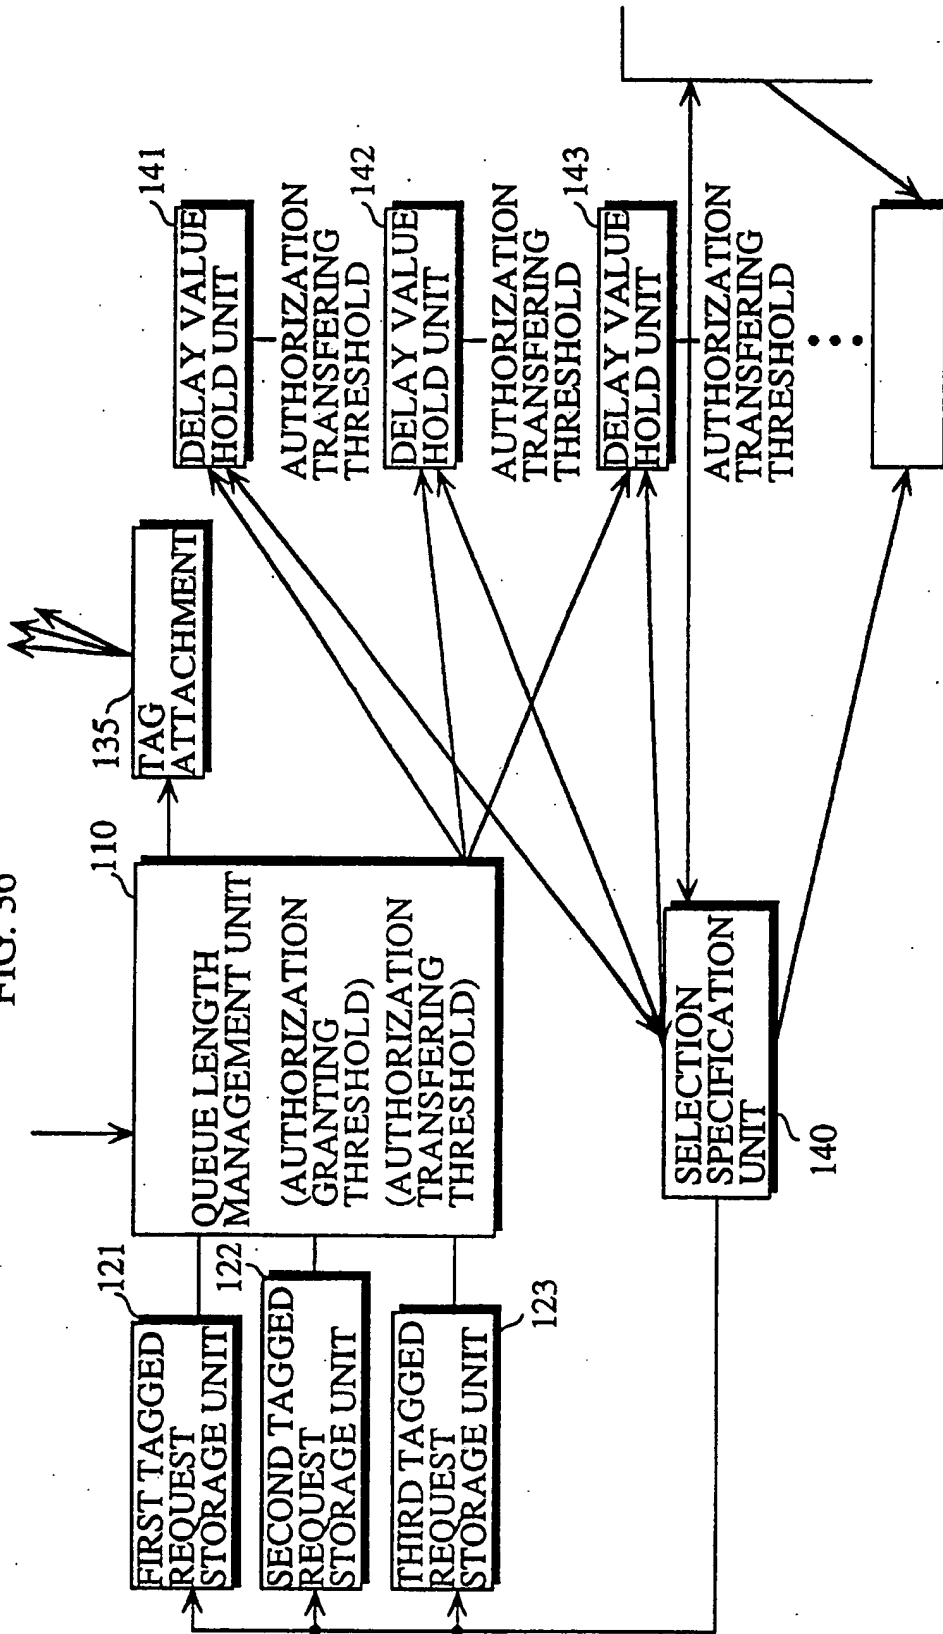 FIG. 36
121
FIRST TAGGED
REQUEST
STORAGE UNIT
122
SECOND TAGGED
REQUEST
STORAGE UNIT
THIRD TAGGED
REQUEST
STORAGE UNIT
123
110
QUEUE LENGTH
MANAGEMENT UNIT
(AUTHORIZATION
GRANTING
THRESHOLD)
(AUTHORIZATION
TRANSFERING
THRESHOLD)
135
TAG
ATTACHMENT
SELECTION
SPECIFICATION
UNIT
140
141
DELAY VALUE
HOLD UNIT
AUTHORIZATION
TRANSFERING
THRESHOLD
142
DELAY VALUE
HOLD UNIT
AUTHORIZATION
TRANSFERING
THRESHOLD
143
DELAY VALUE
HOLD UNIT
AUTHORIZATION
TRANSFERING
THRESHOLD